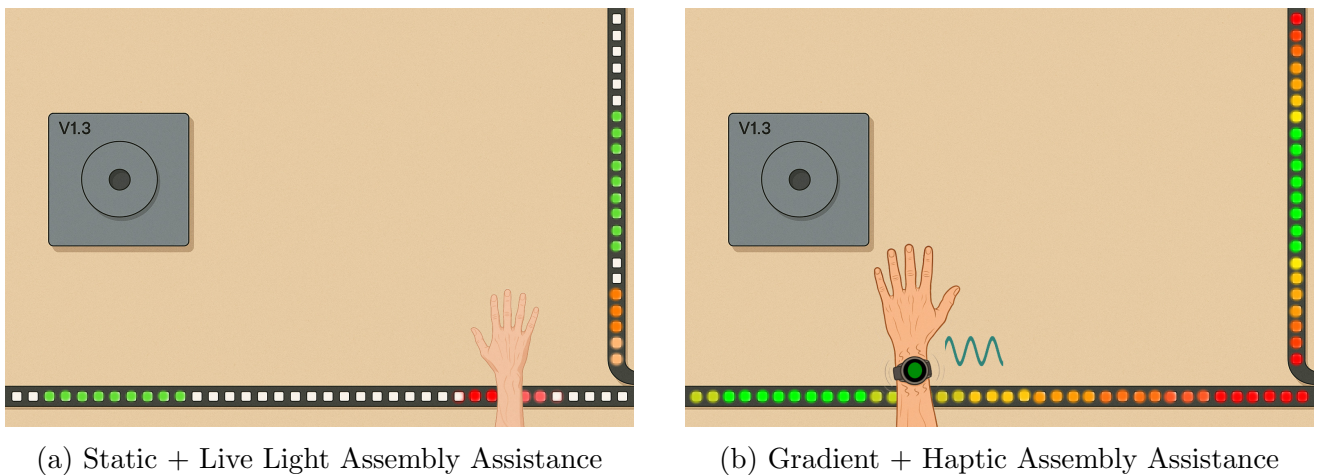 V1.3
V1.3
(a) Static + Live Light Assembly Assistance
(b) Gradient + Haptic Assembly Assistance